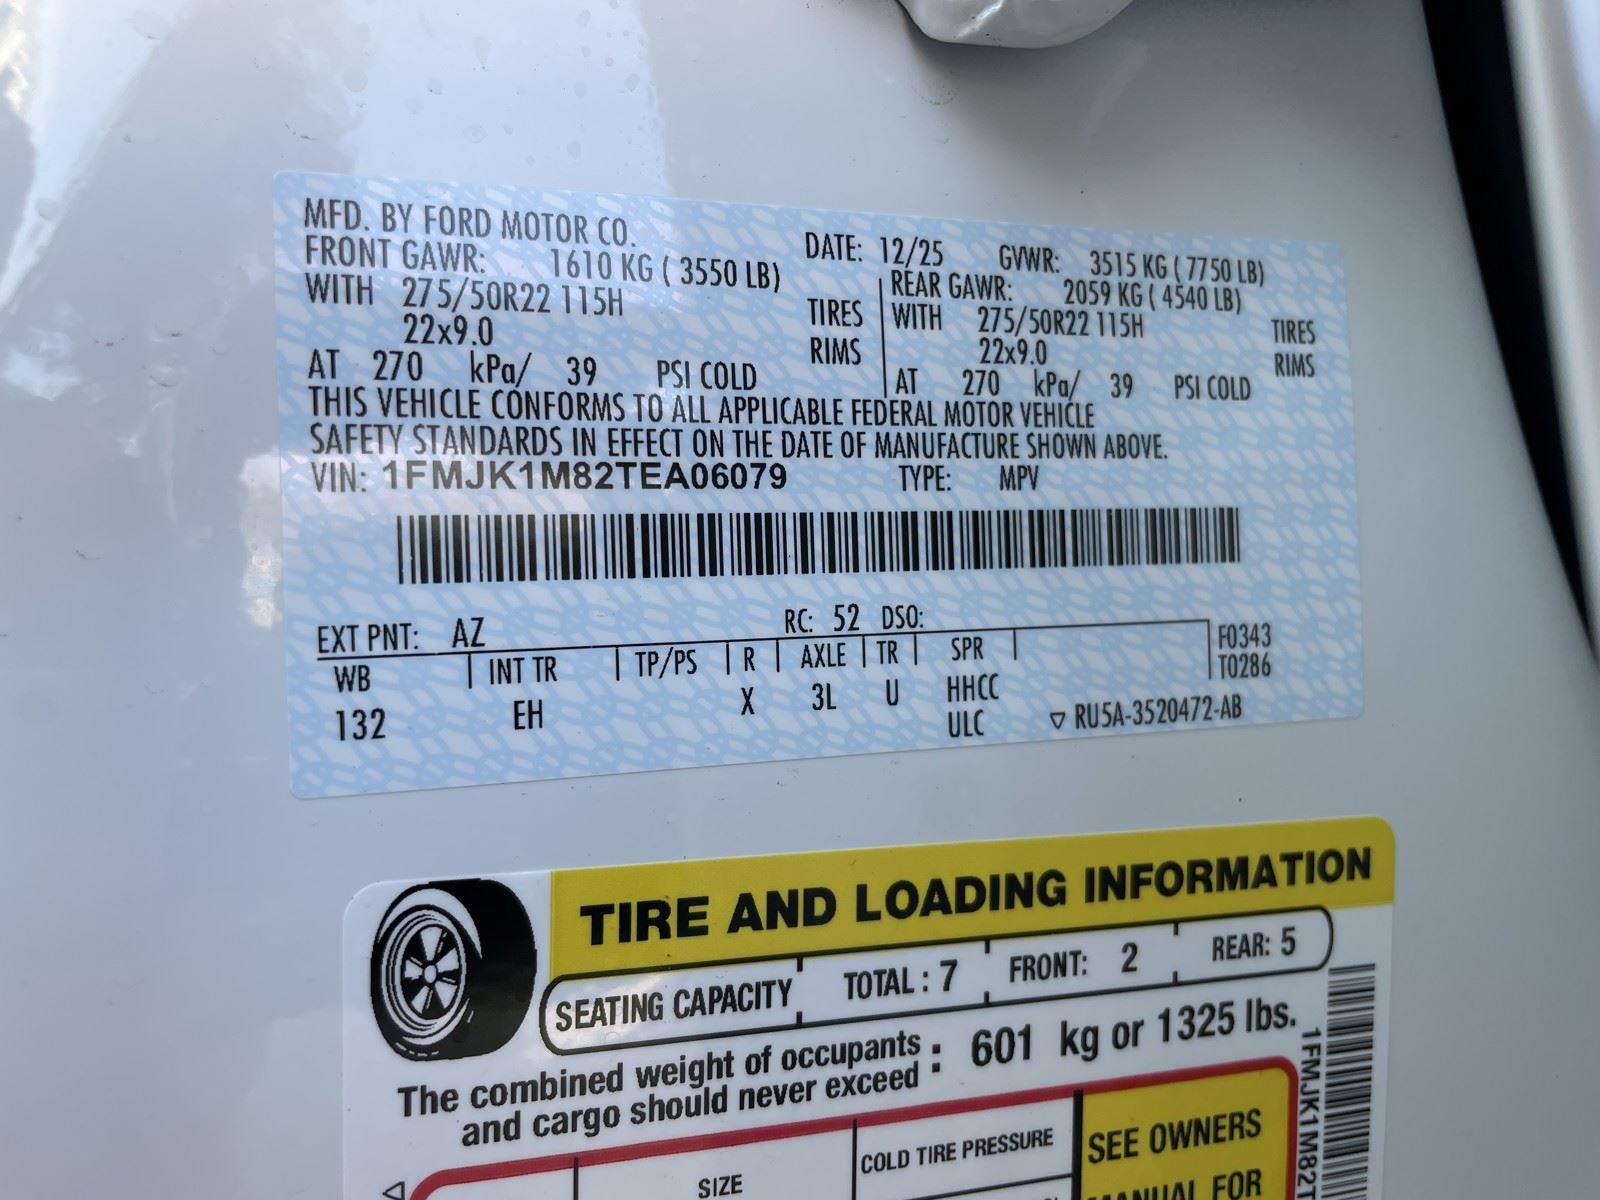 MFD. BY FORD MOTOR CO.
DATE: 12/25 GVWR: 3515 KG ( 7750 LB)
FRONT GAWR: 1610 KG ( 3550 LB) REAR GAWR: 2059 KG ( 4540 LB)
WITH 275/50R22 115H TIRES WITH 275/50R22 115H TIRES
22x9.0 RIMS 22x9.0 RIMS
AT 270 kPa/ 39 PSI COLD AT 270 kPa/ 39 PSI COLD
THIS VEHICLE CONFORMS TO ALL APPLICABLE FEDERAL MOTOR VEHICLE
SAFETY STANDARDS IN EFFECT ON THE DATE OF MANUFACTURE SHOWN ABOVE.
VIN: 1FMJK1M82TEA06079 TYPE: MPV
EXT PNT: AZ RC: 52 DSO:
WB INT TR TP/PS R AXLE TR SPR F0343
T0286
132 EH X 3L U HHCC
ULC ▽ RU5A-3520472-AB
TIRE AND LOADING INFORMATION
SEATING CAPACITY TOTAL : 7 FRONT: 2 REAR: 5
The combined weight of occupants
and cargo should never exceed : 601 kg or 1325 lbs.
SIZE COLD TIRE PRESSURE SEE OWNERS
MANUAL FOR
1FMJK1M82T